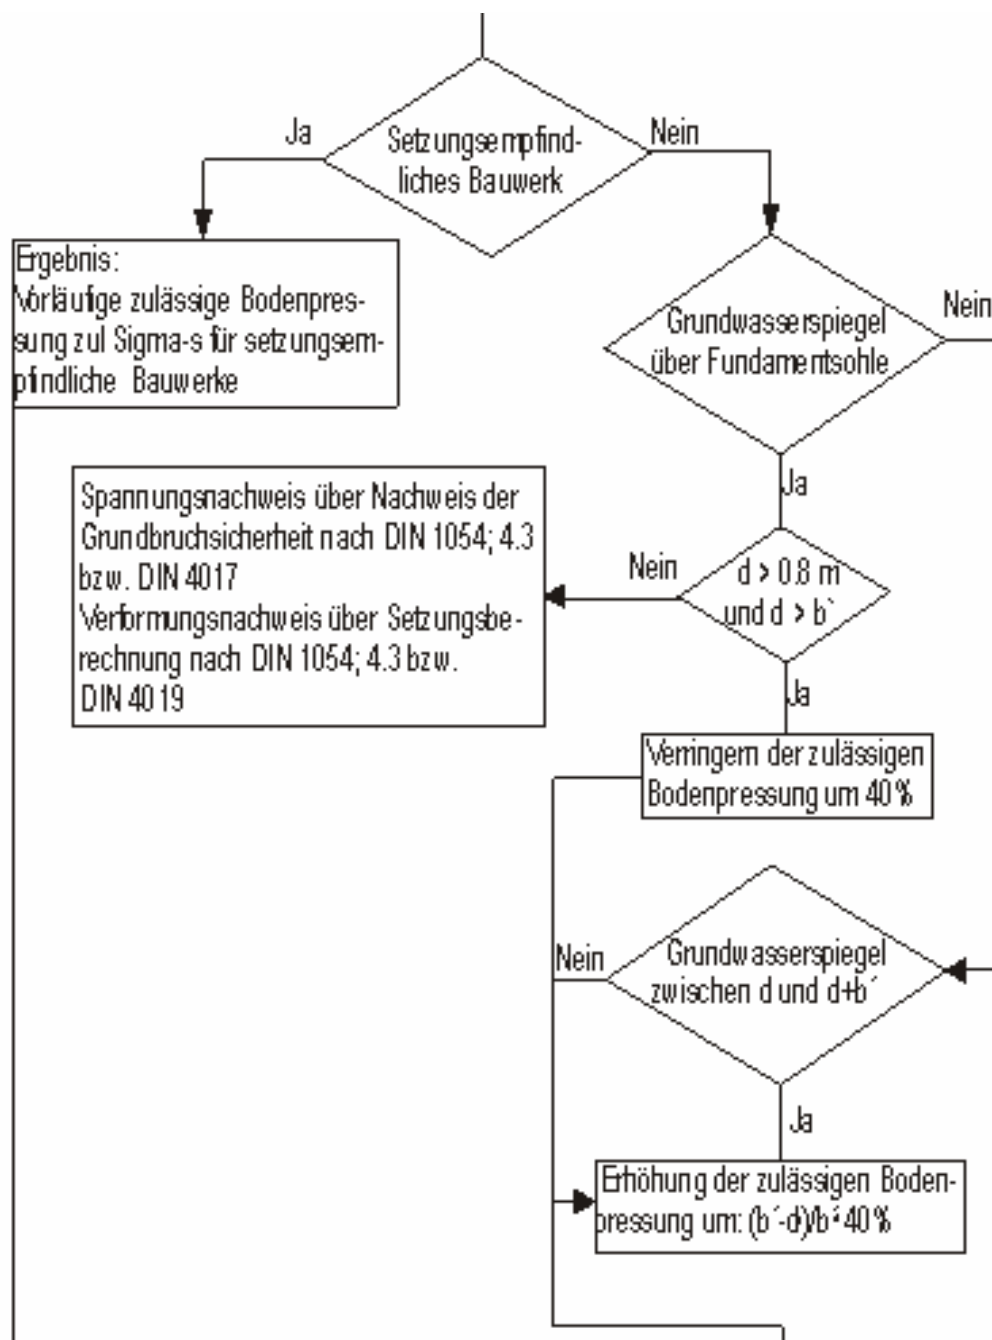 Ja
Setzungsempfind-
liches Bauwerk
Nein
Ergebnis:
Vorläufige zulässige Bodenpres-
sung zul Sigma-s für setzungsem-
pfindliche Bauwerke
Grundwasserspiegel
über Fundamentsohle
Nein
Ja
Spannungsnachweis über Nachweis der
Grundbruchsicherheit nach DIN 1054; 4.3
bzw. DIN 4017
Verformungsnachweis über Setzungsbe-
rechnung nach DIN 1054; 4.3 bzw.
DIN 4019
Nein
d > 0.8 m
und d > b´
Ja
Verringern der zulässigen
Bodenpressung um 40%
Nein
Grundwasserspiegel
zwischen d und d+b´
Ja
Erhöhung der zulässigen Boden-
pressung um: (b´-d)/b´ 40%